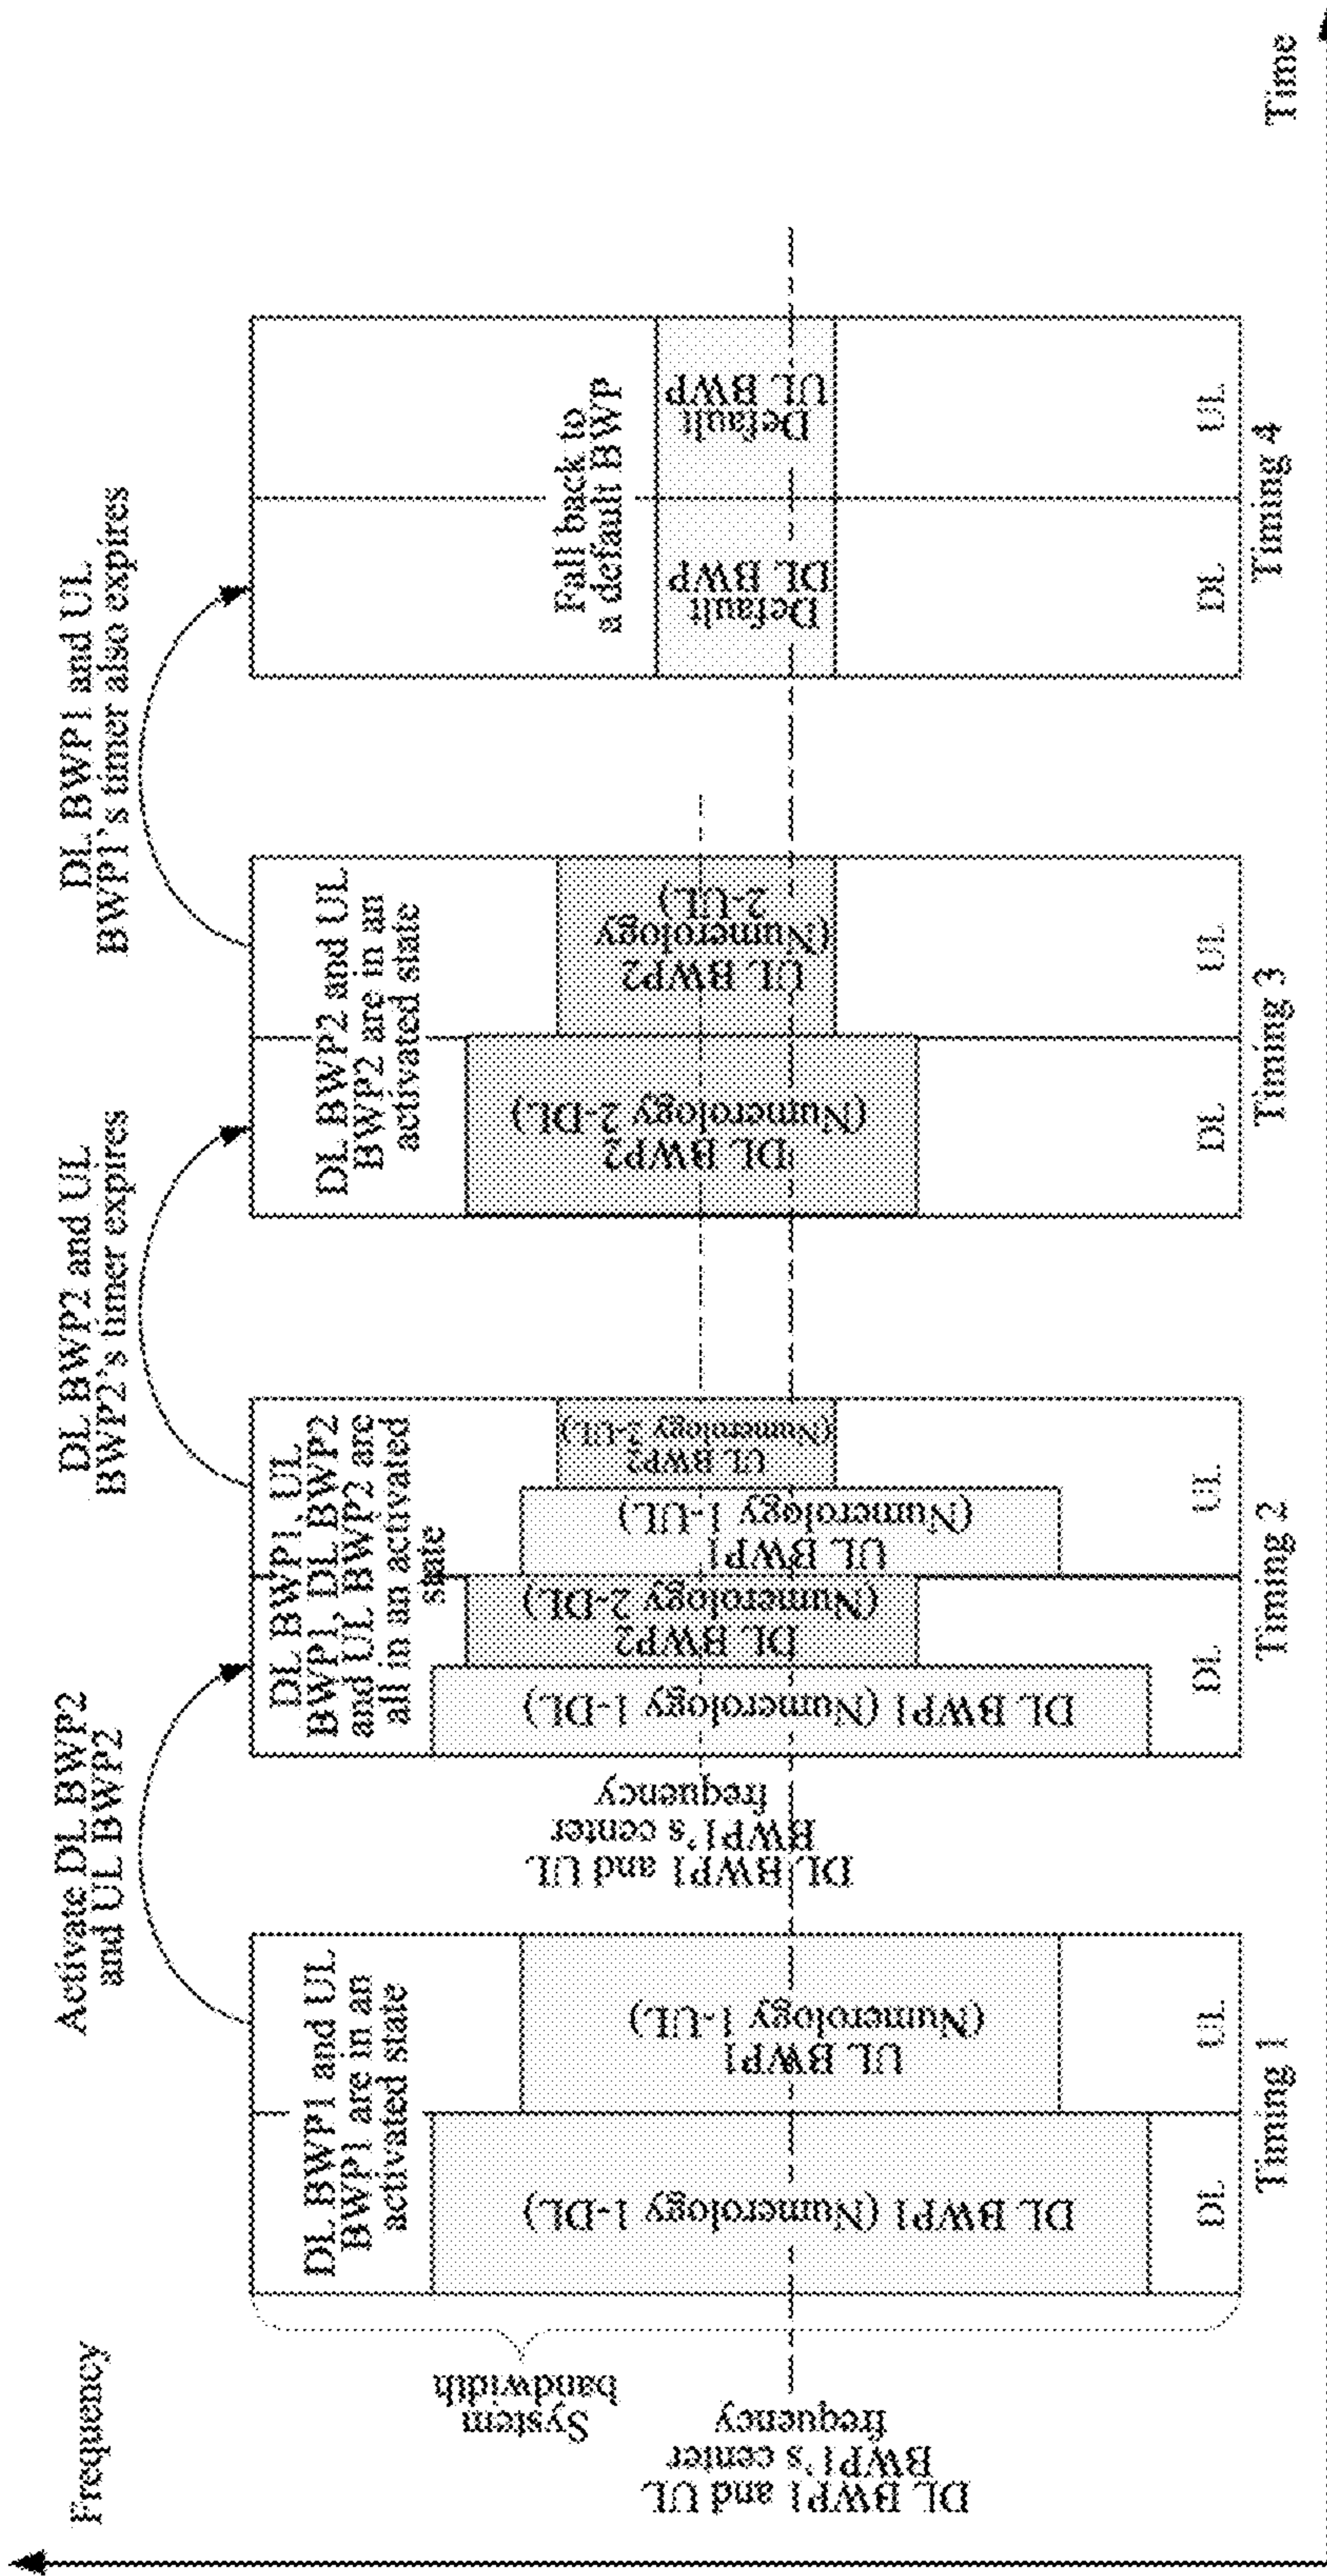 Frequency
Activate DL BWP2
and UL BWP2
DL BWP2 and UL
BWP2's timer expires
DL BWP1 and UL
BWP1's timer also expires
System
bandwidth
DL BWP1 and UL
BWP1's center
frequency
DL BWP1 and UL
BWP1 are in an
activated state
DL BWP1 (Numerology 1-DL)
UL BWP1
(Numerology 1-UL)
DL
UL
Timing 1
DL BWP1 and UL
BWP1's center
frequency
DL BWP1, UL
BWP1, DL BWP2
and UL BWP2 are
all in an activated
state
DL BWP1 (Numerology 1-DL)
DL BWP2
(Numerology 2-DL)
UL BWP1
(Numerology 1-UL)
UL BWP2
(Numerology 2-UL)
DL
UL
Timing 2
DL BWP2 and UL
BWP2 are in an
activated state
DL BWP2
(Numerology 2-DL)
UL BWP2
(Numerology
2-UL)
DL
UL
Timing 3
Fall back to
a default BWP
Default
DL BWP
Default
UL BWP
DL
UL
Timing 4
Time